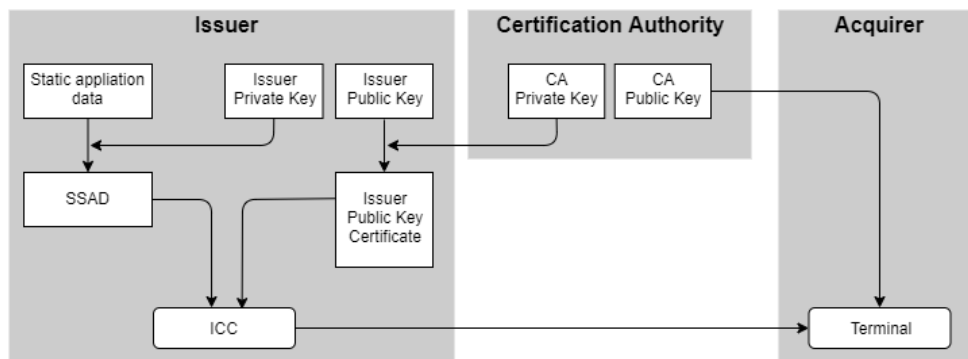 Issuer
Certification Authority
Acquirer
Static appliation
data
Issuer
Private Key
Issuer
Public Key
CA
Private Key
CA
Public Key
SSAD
Issuer
Public Key
Certificate
ICC
Terminal